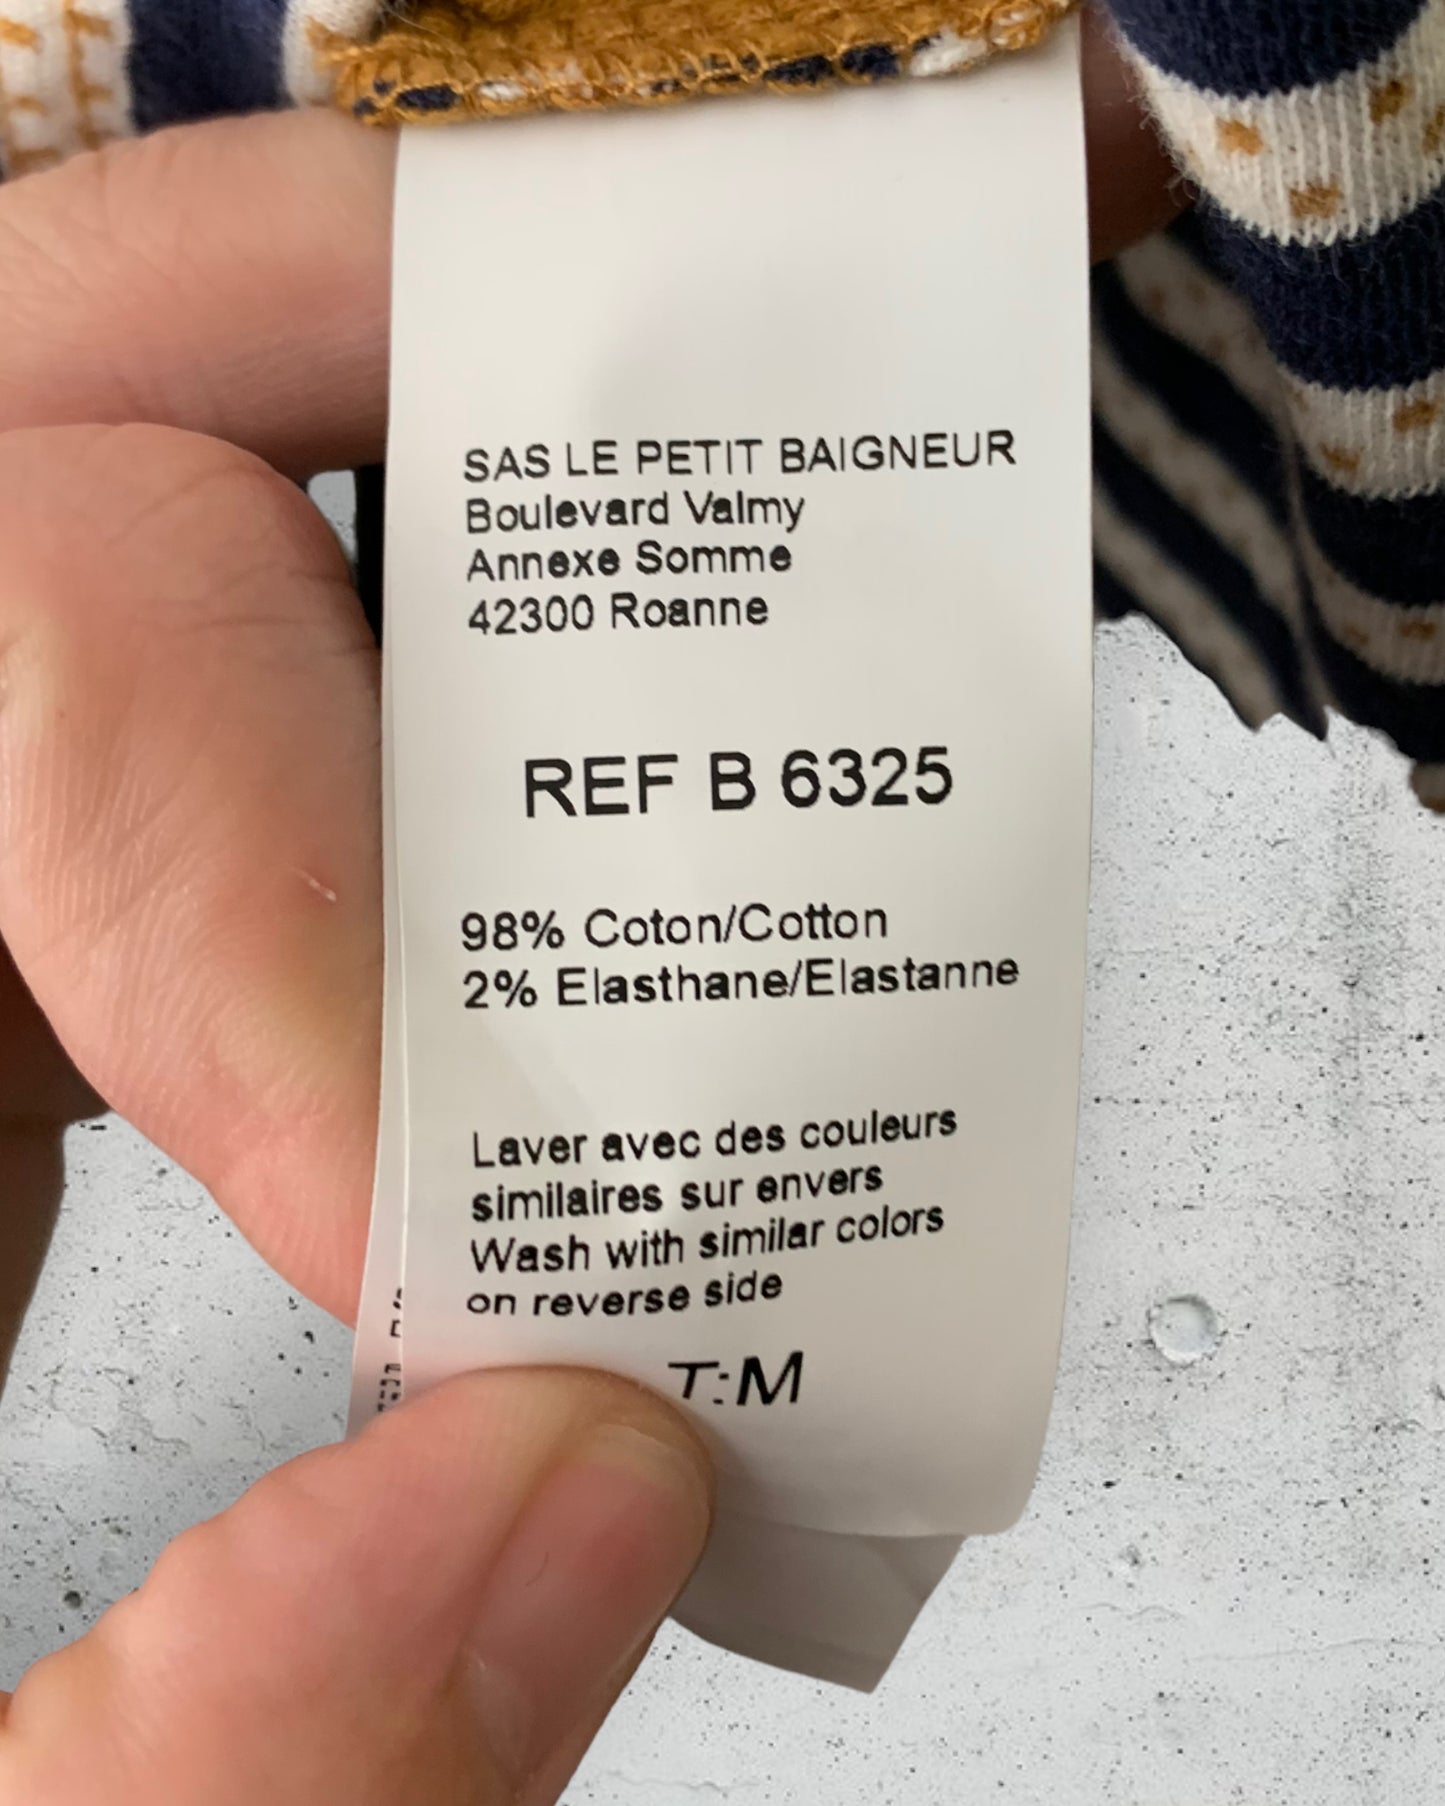 SAS LE PETIT BAIGNEUR
Boulevard Valmy
Annexe Somme
42300 Roanne
REF B 6325
98% Coton/Cotton
2% Elasthane/Elastanne
Laver avec des couleurs
similaires sur envers
Wash with similar colors
on reverse side
T:M